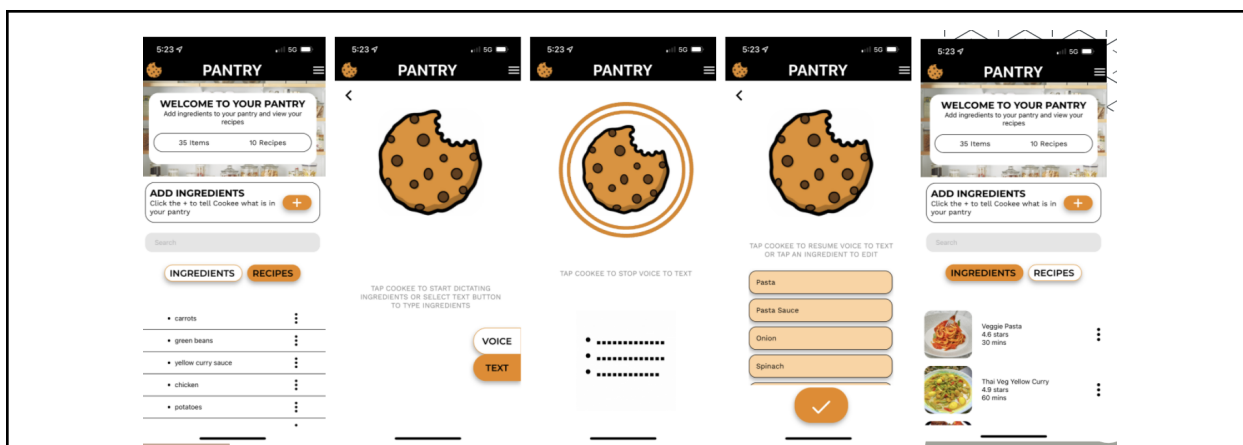 5:23
5G
PANTRY
WELCOME TO YOUR PANTRY
Add ingredients to your pantry and view your
recipes
35 Items 10 Recipes
ADD INGREDIENTS
Click the + to tell Cookee what is in
your pantry
+
Search
INGREDIENTS RECIPES
• carrots
• green beans
• yellow curry sauce
• chicken
• potatoes
5:23
5G
PANTRY
TAP COOKEE TO START DICTATING
INGREDIENTS OR SELECT TEXT BUTTON
TO TYPE INGREDIENTS
VOICE
TEXT
5:23
5G
PANTRY
TAP COOKEE TO STOP VOICE TO TEXT
5:23
5G
PANTRY
TAP COOKEE TO RESUME VOICE TO TEXT
OR TAP AN INGREDIENT TO EDIT
Pasta
Pasta Sauce
Onion
Spinach
5:23
5G
PANTRY
WELCOME TO YOUR PANTRY
Add ingredients to your pantry and view your
recipes
35 Items 10 Recipes
ADD INGREDIENTS
Click the + to tell Cookee what is in
your pantry
+
Search
INGREDIENTS RECIPES
Veggie Pasta
4.6 stars
30 mins
Thai Veg Yellow Curry
4.9 stars
60 mins